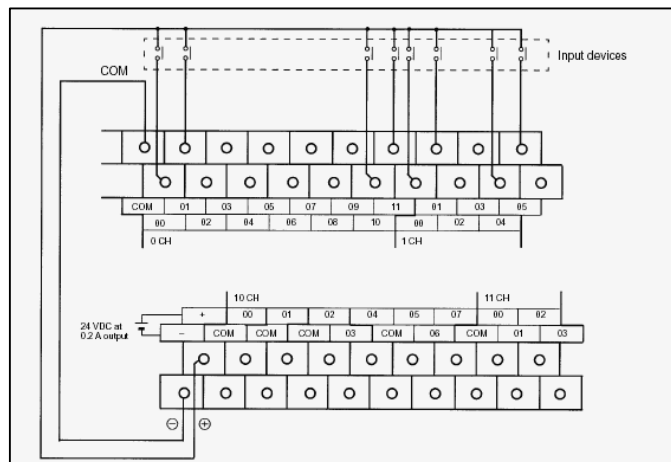 Input devices
COM
COM 01 03 05 07 09 11 01 03 05
00 02 04 06 08 10 00 02 04
0 CH 1 CH
10 CH 11 CH
+ 00 01 02 04 05 07 00 02
24 VDC at
0.2 A output
– COM COM COM 03 COM 06 COM 01 03
⊖ ⊕